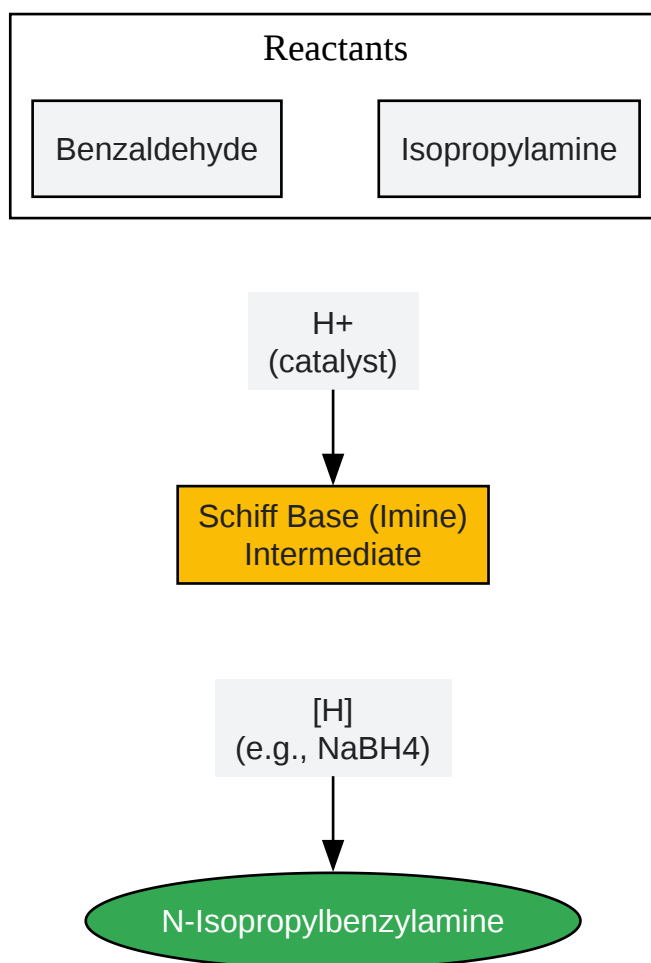 Reactants
Benzaldehyde
Isopropylamine
H+
(catalyst)
Schiff Base (Imine)
Intermediate
[H]
(e.g., NaBH4)
N-Isopropylbenzylamine